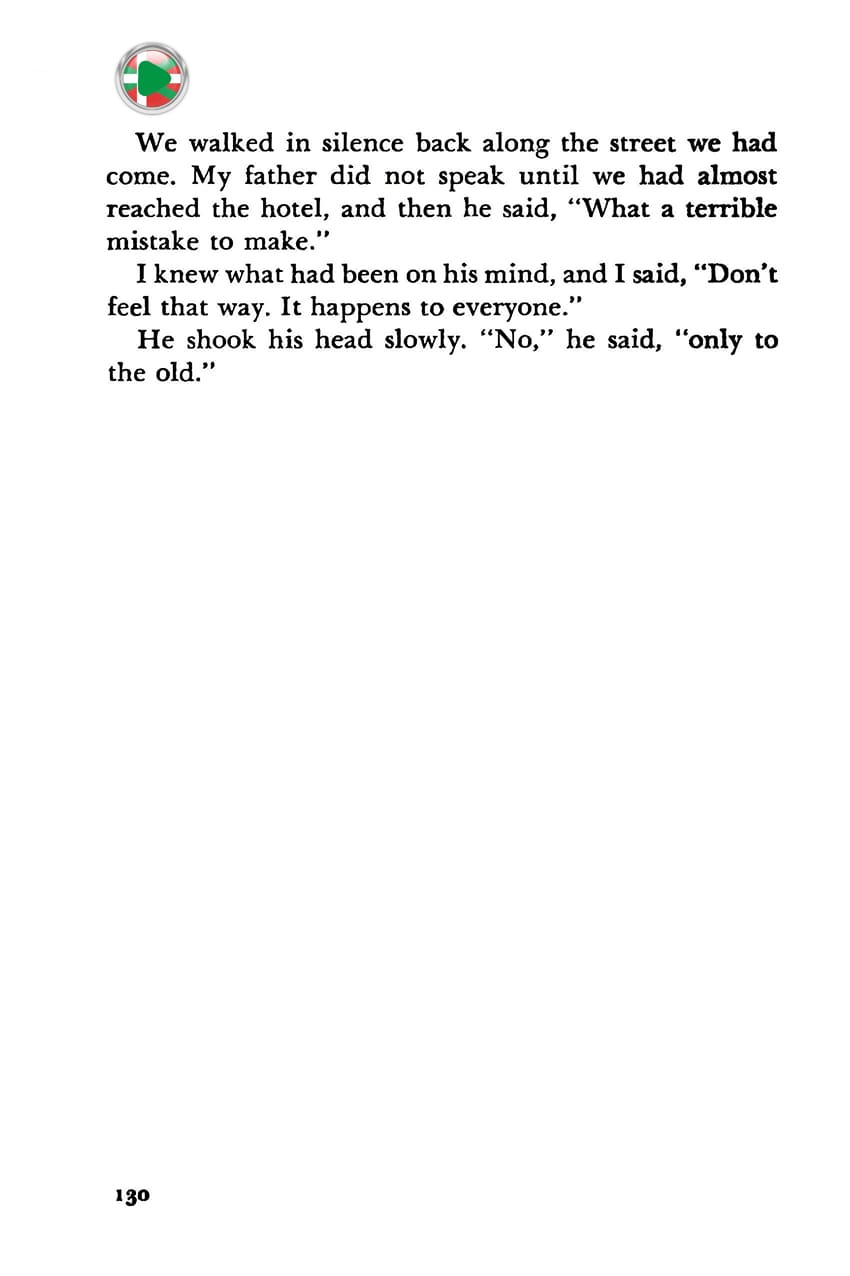 We walked in silence back along the street we had
come. My father did not speak until we had almost
reached the hotel, and then he said, “What a terrible
mistake to make.”
I knew what had been on his mind, and I said, “Don’t
feel that way. It happens to everyone.”
He shook his head slowly. “No,” he said, “only to
the old.”
130